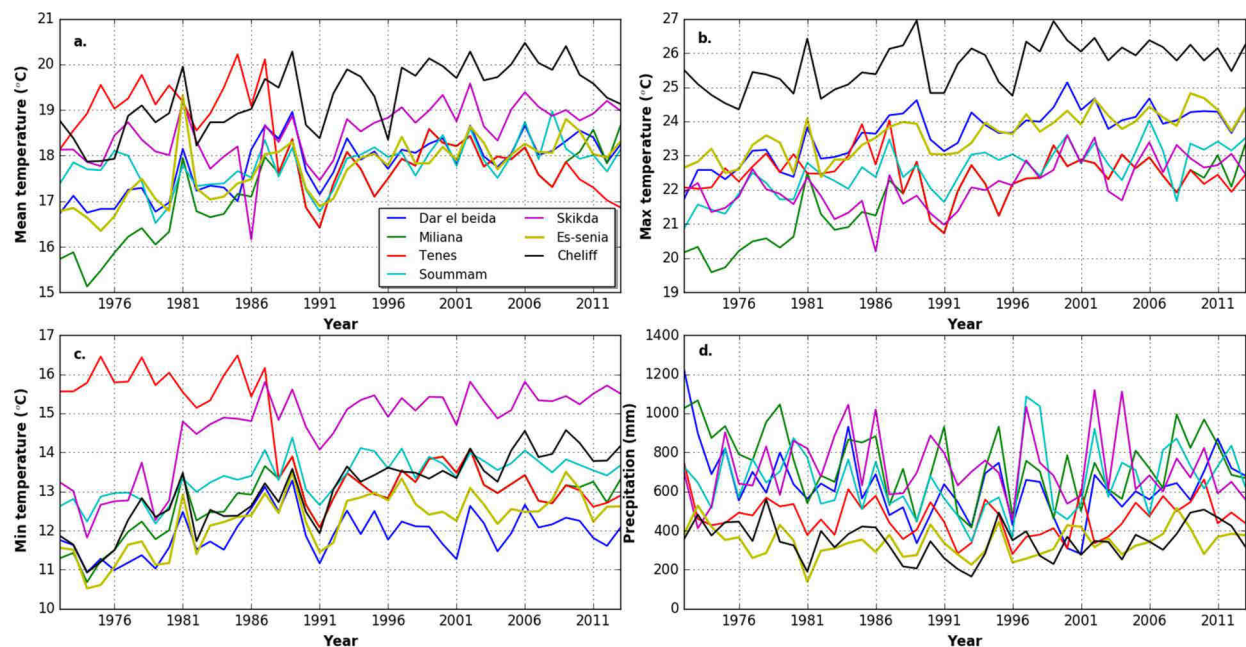 a.
Mean temperature (°C)
21
20
19
18
17
16
15
1976 1981 1986 1991 1996 2001 2006 2011
Year
Dar el beida
Miliana
Tenes
Soummam
Skikda
Es-senia
Cheliff
b.
Max temperature (°C)
27
26
25
24
23
22
21
20
19
1976 1981 1986 1991 1996 2001 2006 2011
Year
c.
Min temperature (°C)
17
16
15
14
13
12
11
10
1976 1981 1986 1991 1996 2001 2006 2011
Year
d.
Precpitation (mm)
1400
1200
1000
800
600
400
200
0
1976 1981 1986 1991 1996 2001 2006 2011
Year